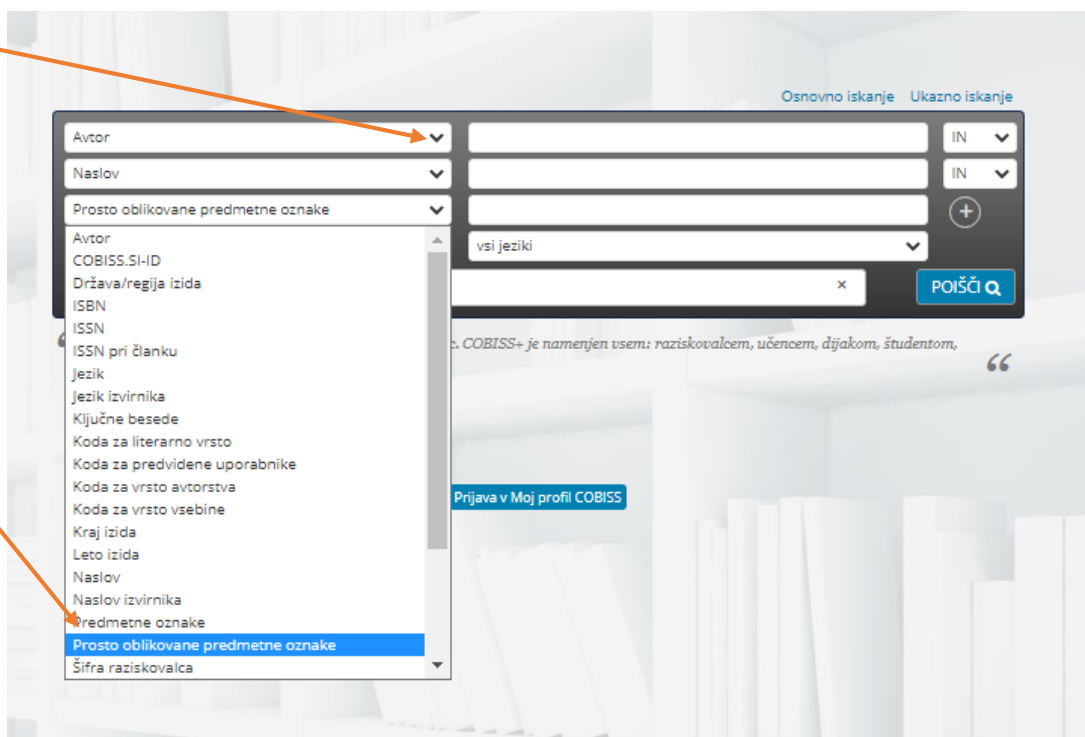 Osnovno iskanje Ukazno iskanje
Avtor IN
Naslov IN
Prosto oblikovane predmetne oznake
Avtor
vsi jeziki
COBISS.SI-ID
Država/regija izida
× POIŠČI
ISBN
ISSN
ISSN pri članku
COBISS+ je namenjen vsem: raziskovalcem, učencem, dijakom, študentom,
Jezik
Jezik izvirnika
Ključne besede
Koda za literarno vrsto
Koda za predvidene uporabnike
Koda za vrsto avtorstva
Prijava v Moj profil COBISS
Koda za vrsto vsebine
Kraj izida
Leto izida
Naslov
Naslov izvirnika
Predmetne oznake
Prosto oblikovane predmetne oznake
Šifra raziskovalca